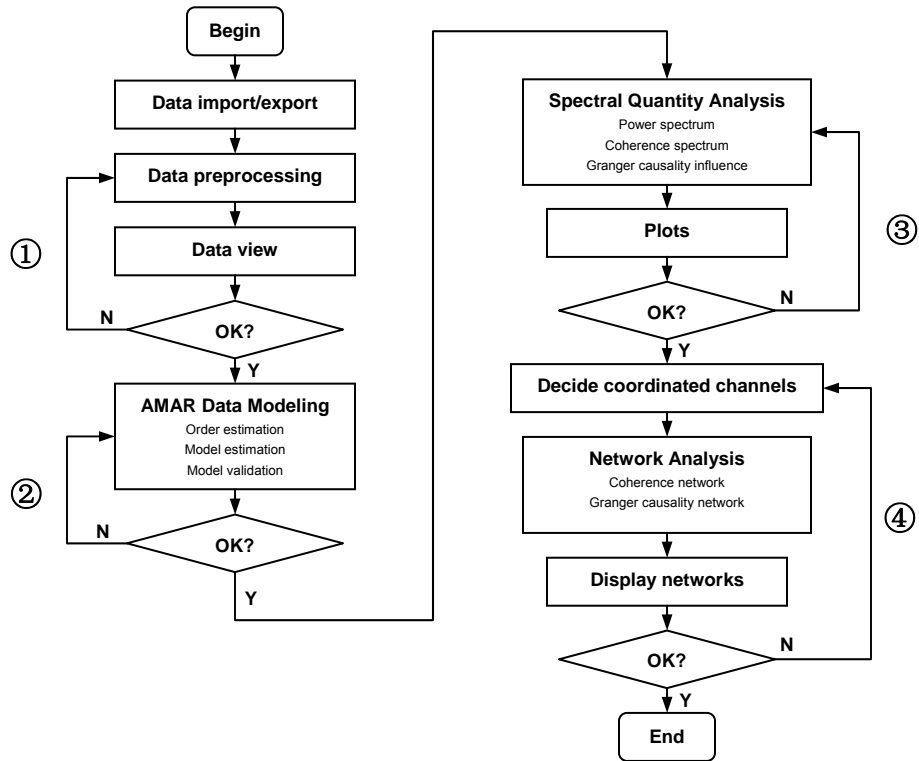 Begin
Data import/export
Data preprocessing
Data view
①
OK?
N
Y
AMAR Data Modeling
Order estimation
Model estimation
Model validation
②
OK?
N
Y
Spectral Quantity Analysis
Power spectrum
Coherence spectrum
Granger causality influence
Plots
③
OK?
N
Y
Decide coordinated channels
Network Analysis
Coherence network
Granger causality network
④
Display networks
OK?
N
Y
End